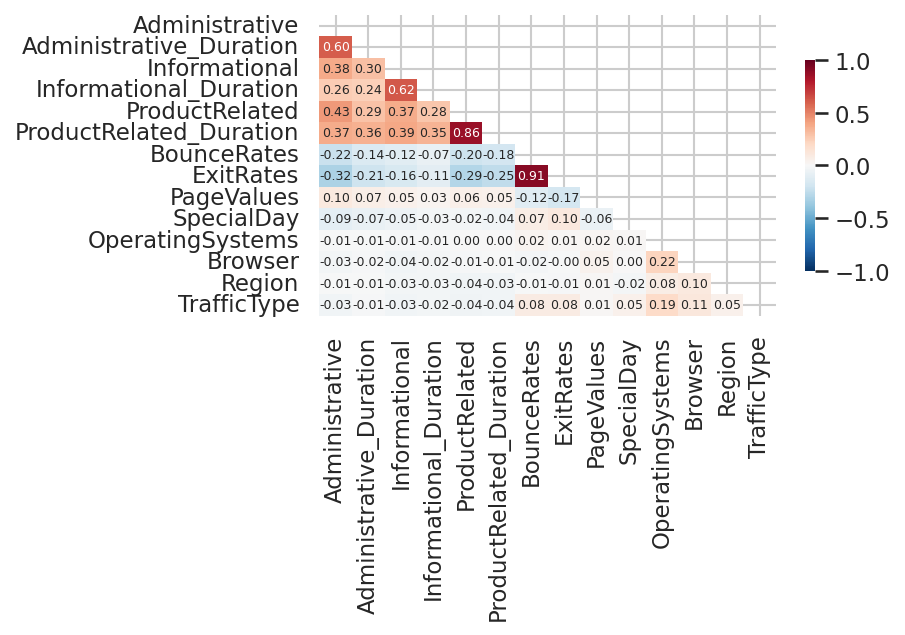 Administrative
Administrative_Duration 0.60
Informational 0.38 0.30
Informational_Duration 0.26 0.24 0.62
ProductRelated 0.43 0.29 0.37 0.28
ProductRelated_Duration 0.37 0.36 0.39 0.35 0.86
BounceRates -0.22 -0.14 -0.12 -0.07 -0.20 -0.18
ExitRates -0.32 -0.21 -0.16 -0.11 -0.29 -0.25 0.91
PageValues 0.10 0.07 0.05 0.03 0.06 0.05 -0.12 -0.17
SpecialDay -0.09 -0.07 -0.05 -0.03 -0.02 -0.04 0.07 0.10 -0.06
OperatingSystems -0.01 -0.01 -0.01 -0.01 0.00 0.00 0.02 0.01 0.02 0.01
Browser -0.03 -0.02 -0.04 -0.02 -0.01 -0.01 -0.02 -0.00 0.05 0.00 0.22
Region -0.01 -0.01 -0.03 -0.03 -0.04 -0.03 -0.01 -0.01 0.01 -0.02 0.08 0.10
TrafficType -0.03 -0.01 -0.03 -0.02 -0.04 -0.04 0.08 0.08 0.01 0.05 0.19 0.11 0.05
Administrative
Administrative_Duration
Informational
Informational_Duration
ProductRelated
ProductRelated_Duration
BounceRates
ExitRates
PageValues
SpecialDay
OperatingSystems
Browser
Region
TrafficType
1.0
0.5
0.0
−0.5
−1.0